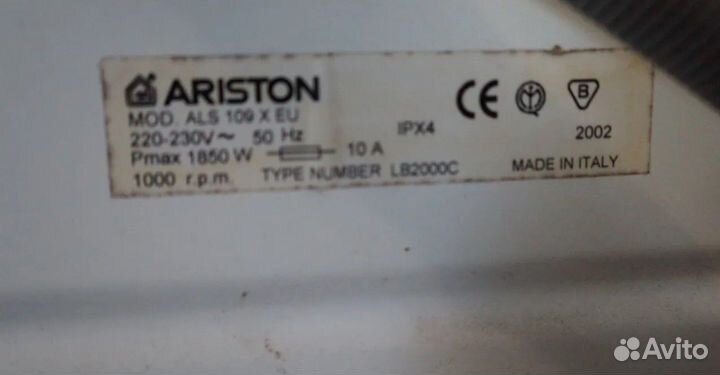 ARISTON
MOD. ALS 109 X EU
220-230V~ 50 Hz IPX4
Pmax 1850 W 10 A
1000 r.p.m. TYPE NUMBER LB2000C
CE
B
2002
MADE IN ITALY
Avito